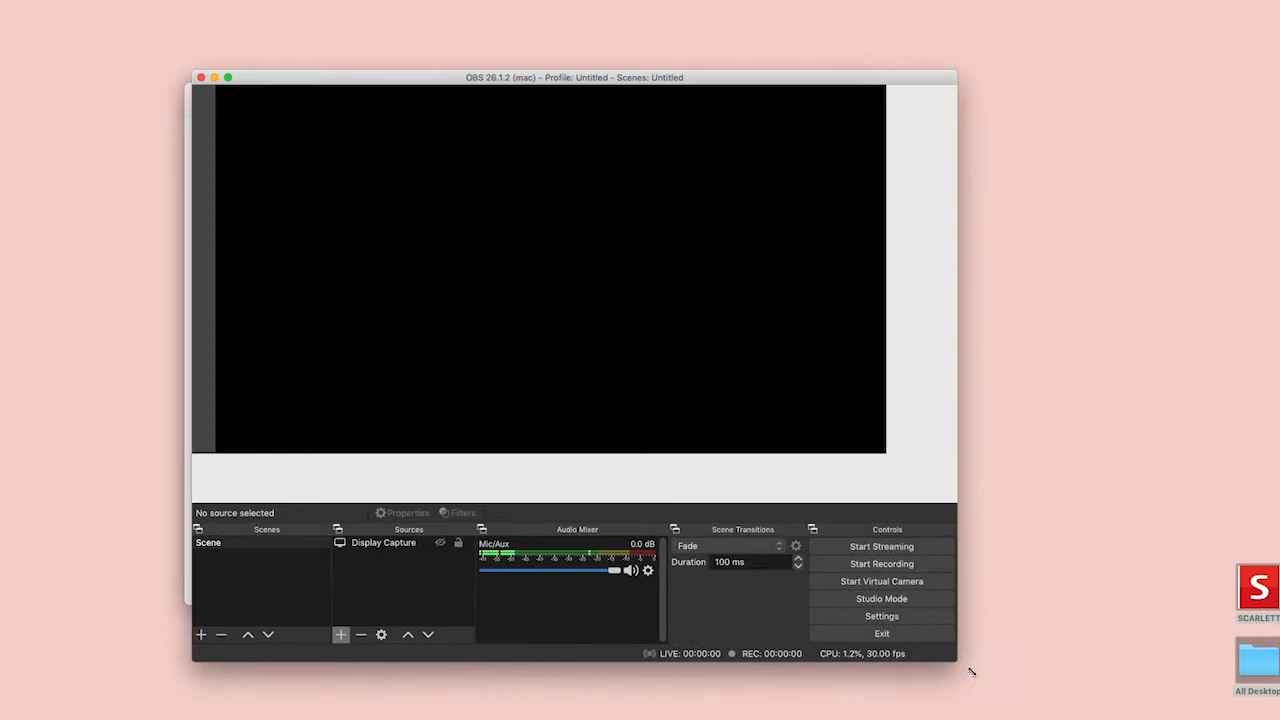 OBS 26.1.2 (mac) - Profile: Untitled - Scenes: Untitled
No source selected
Properties
Filters
Scenes
Sources
Audio Mixer
Scene Transitions
Controls
Scene
Display Capture
Mic/Aux
0.0 dB
Fade
Duration
100 ms
Start Streaming
Start Recording
Start Virtual Camera
Studio Mode
Settings
Exit
LIVE: 00:00:00
REC: 00:00:00
CPU: 1.2%, 30.00 fps
S
SCARLETT
All Desktop